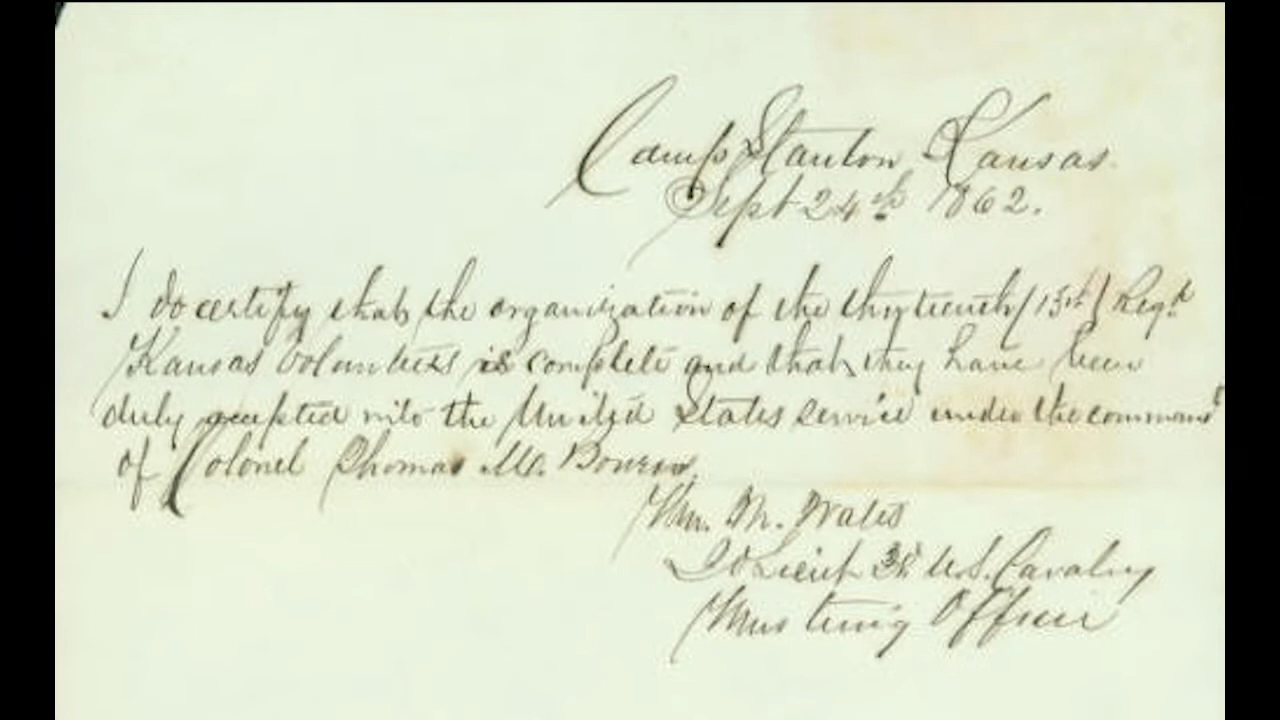 Camp Stanton Kansas.
Sept 24th 1862.
I do certify that the organization of the thirteenth (13th) Regt
Kansas Volunteers is complete and that they have been
duly accepted into the United States service under the command
of Colonel Thomas M. Bowen.
Wm. M. Wales
2d Lieut U.S. Cavalry
Mustering Officer